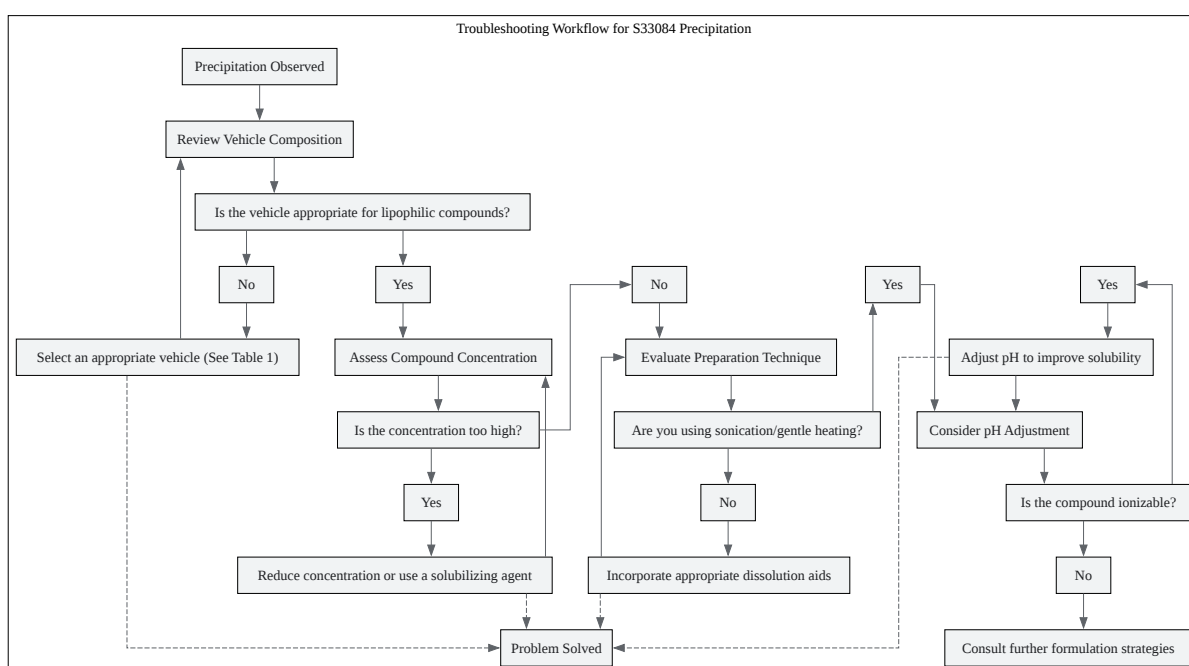 Troubleshooting Workflow for S33084 Precipitation
Precipitation Observed
Review Vehicle Composition
Is the vehicle appropriate for lipophilic compounds?
No
Yes
No
Yes
Yes
Select an appropriate vehicle (See Table 1)
Assess Compound Concentration
Evaluate Preparation Technique
Adjust pH to improve solubility
Is the concentration too high?
Are you using sonication/gentle heating?
Consider pH Adjustment
Yes
No
Is the compound ionizable?
Reduce concentration or use a solubilizing agent
Incorporate appropriate dissolution aids
No
Problem Solved
Consult further formulation strategies